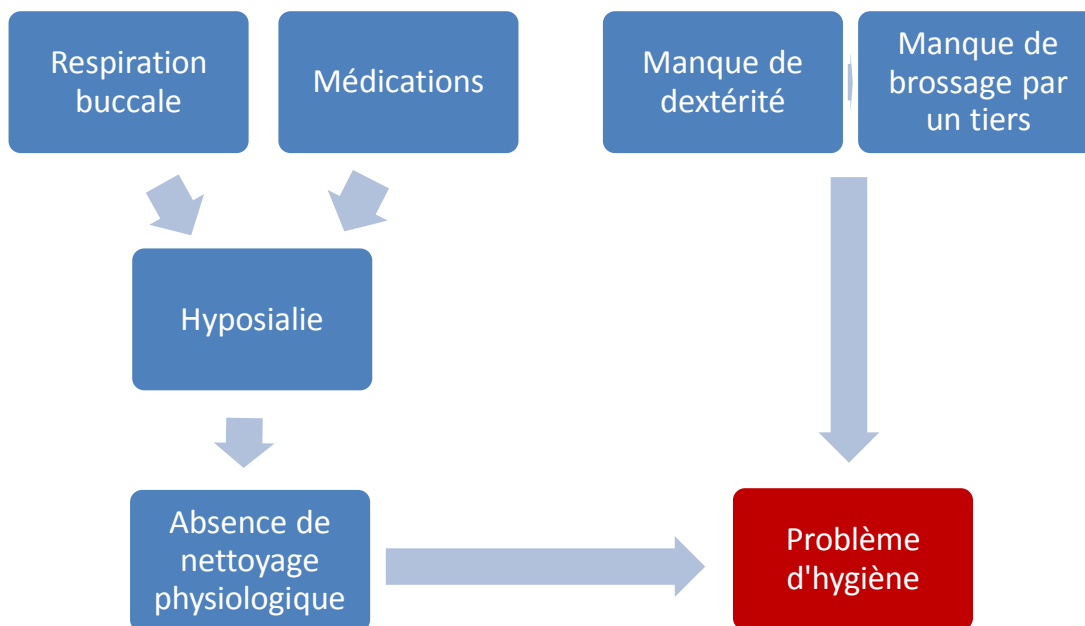 Respiration
buccale
Médications
Manque de
dextérité
Manque de
brossage par
un tiers
Hyposialie
Absence de
nettoyage
physiologique
Problème
d'hygiène